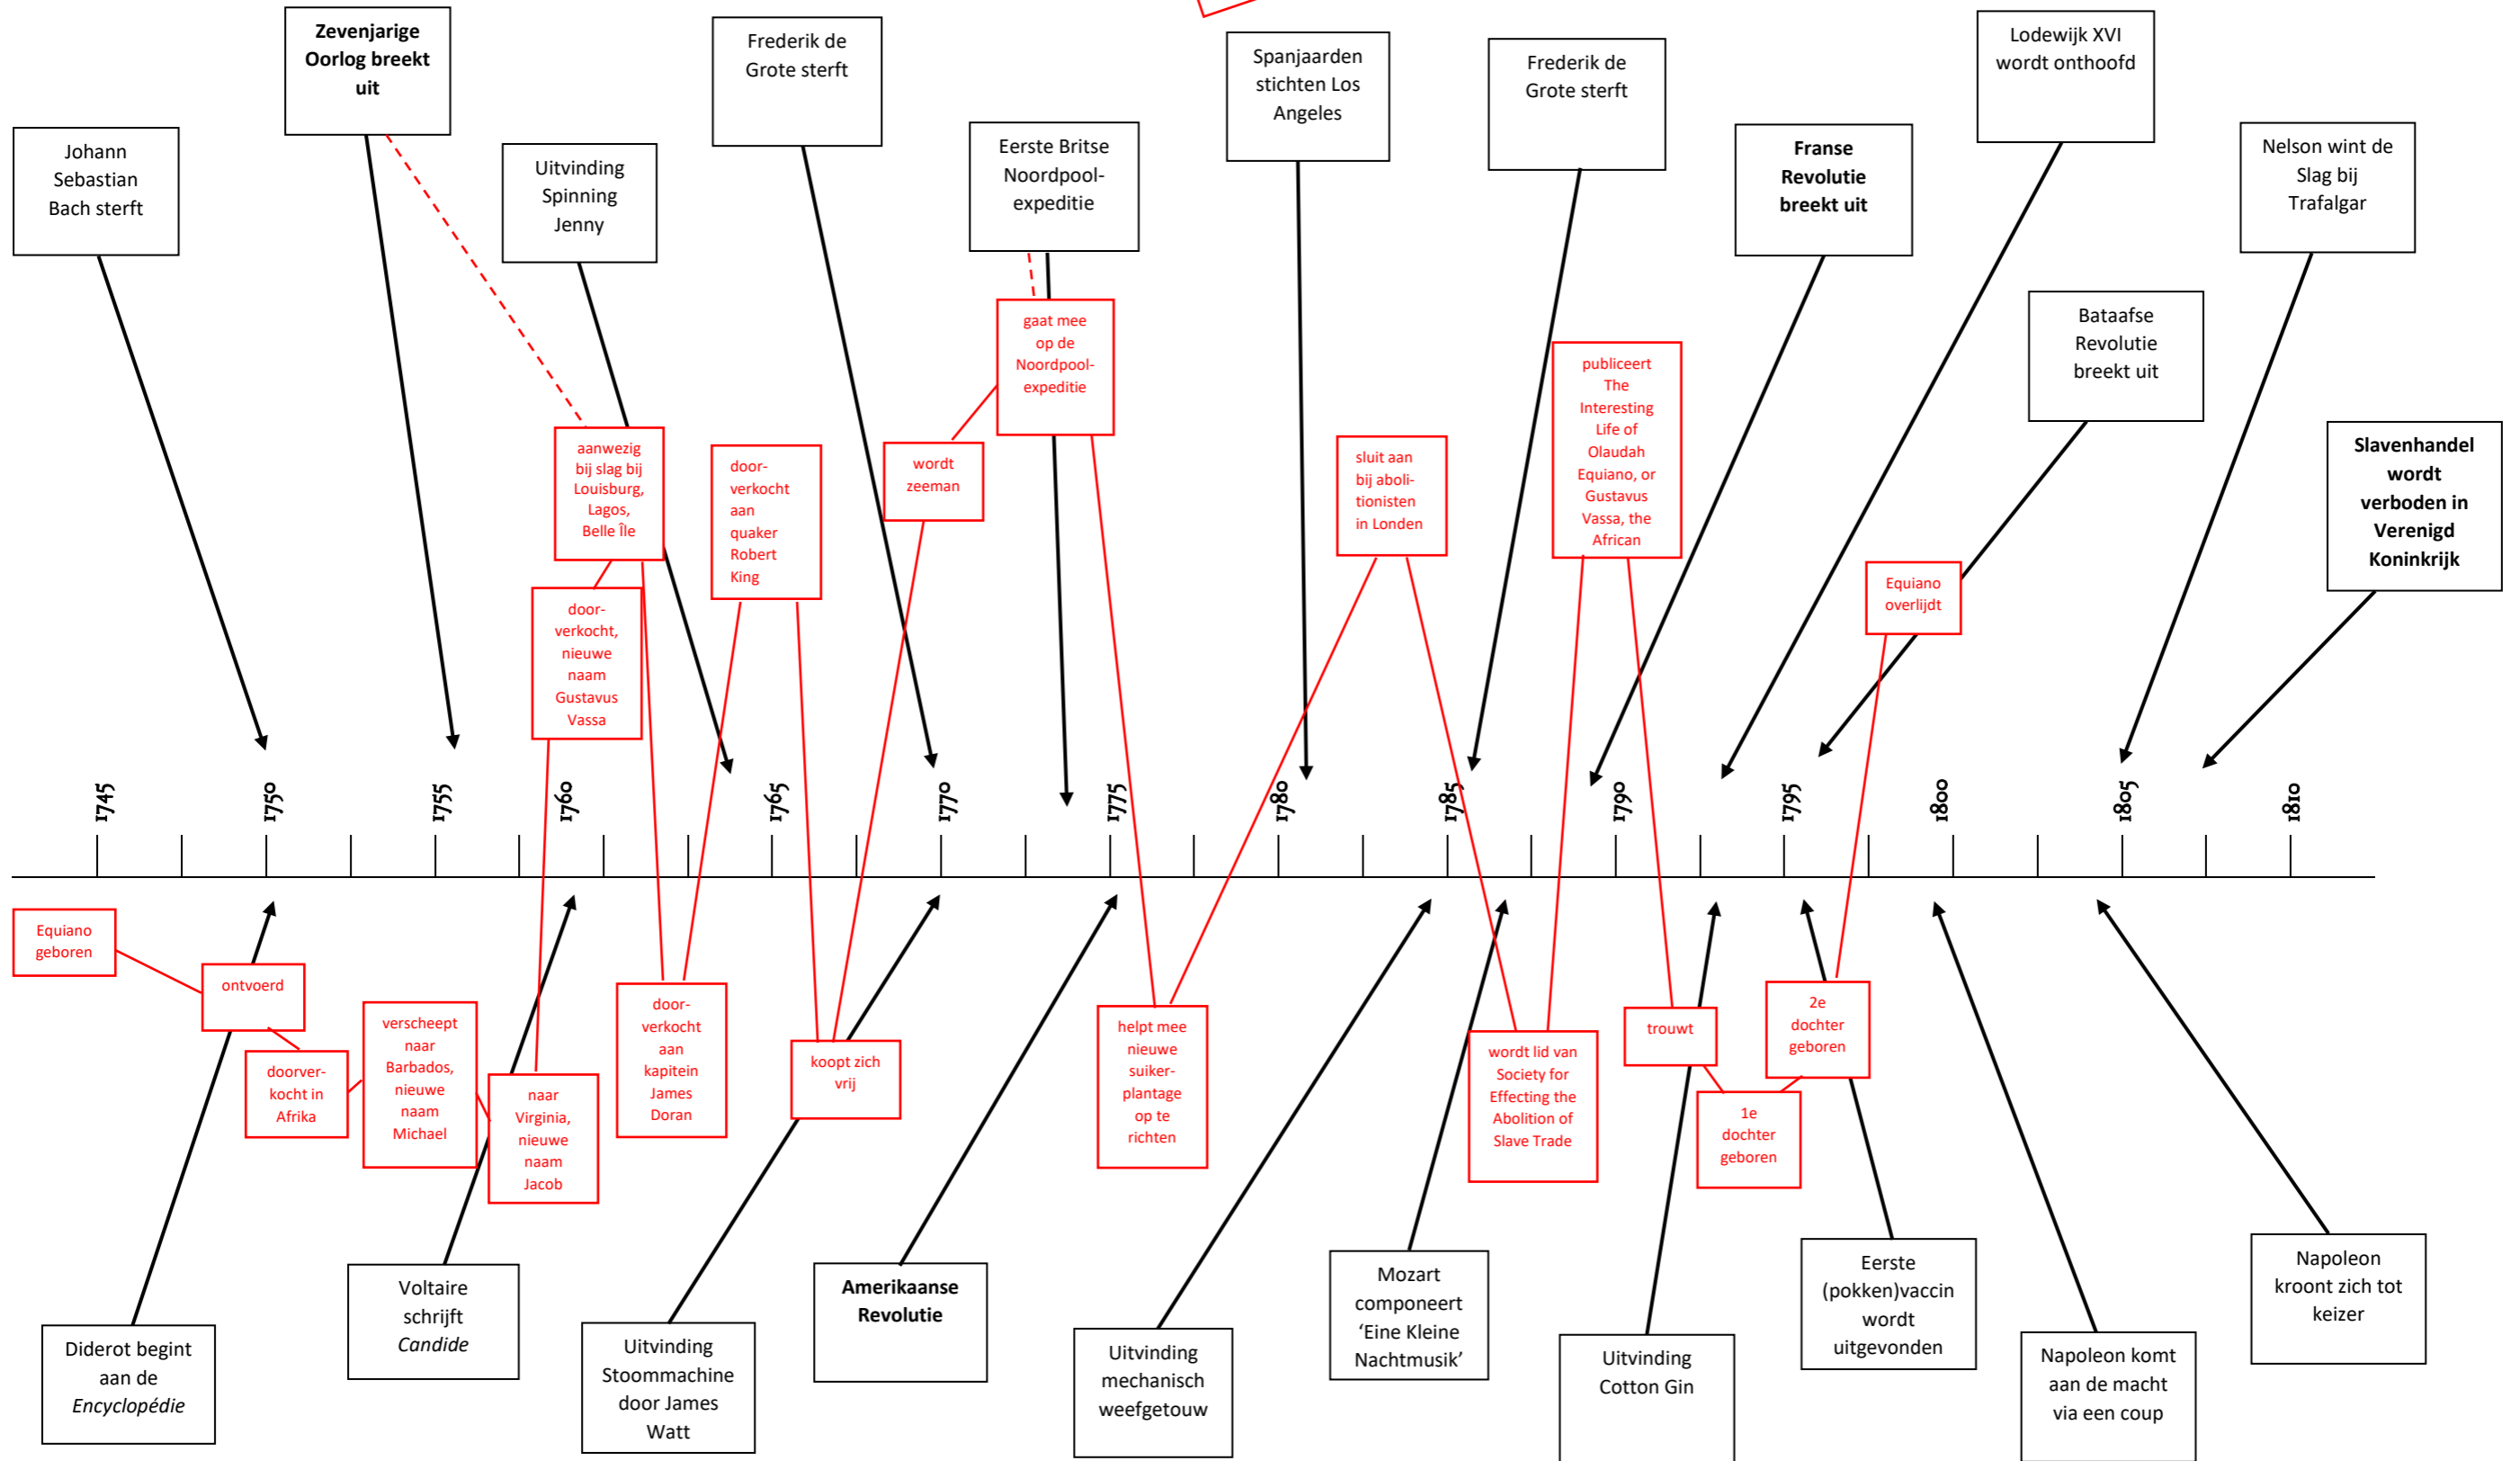 Zevenjarige
Oorlog breekt
uit
Frederik de
Grote sterft
Spanjaarden
stichten Los
Angeles
Frederik de
Grote sterft
Lodewijk XVI
wordt onthoofd
Johann
Sebastian
Bach sterft
Uitvinding
Spinning
Jenny
Eerste Britse
Noordpool-
expeditie
Franse
Revolutie
breekt uit
Nelson wint de
Slag bij
Trafalgar
gaat mee
op de
Noordpool-
expeditie
Bataafse
Revolutie
breekt uit
publiceert
The
Interesting
Life of
Olaudah
Equiano, or
Gustavus
Vassa, the
African
aanwezig
bij slag bij
Louisburg,
Lagos,
Belle Île
door-
verkocht
aan
quaker
Robert
King
wordt
zeeman
sluit aan
bij aboli-
tionisten
in Londen
Slavenhandel
wordt
verboden in
Verenigd
Koninkrijk
door-
verkocht,
nieuwe
naam
Gustavus
Vassa
Equiano
overlijdt
1745
1750
1755
1760
1765
1770
1775
1780
1785
1790
1795
1800
1805
1810
Equiano
geboren
ontvoerd
doorver-
kocht in
Afrika
verscheept
naar
Barbados,
nieuwe
naam
Michael
naar
Virginia,
nieuwe
naam
Jacob
door-
verkocht
aan
kapitein
James
Doran
koopt zich
vrij
helpt mee
nieuwe
suiker-
plantage
op te
richten
wordt lid van
Society for
Effecting the
Abolition of
Slave Trade
trouwt
1e
dochter
geboren
2e
dochter
geboren
Diderot begint
aan de
Encyclopédie
Voltaire
schrijft
Candide
Uitvinding
Stoommachine
door James
Watt
Amerikaanse
Revolutie
Uitvinding
mechanisch
weefgetouw
Mozart
componeert
‘Eine Kleine
Nachtmusik’
Uitvinding
Cotton Gin
Eerste
(pokken)vaccin
wordt
uitgevonden
Napoleon komt
aan de macht
via een coup
Napoleon
kroont zich tot
keizer